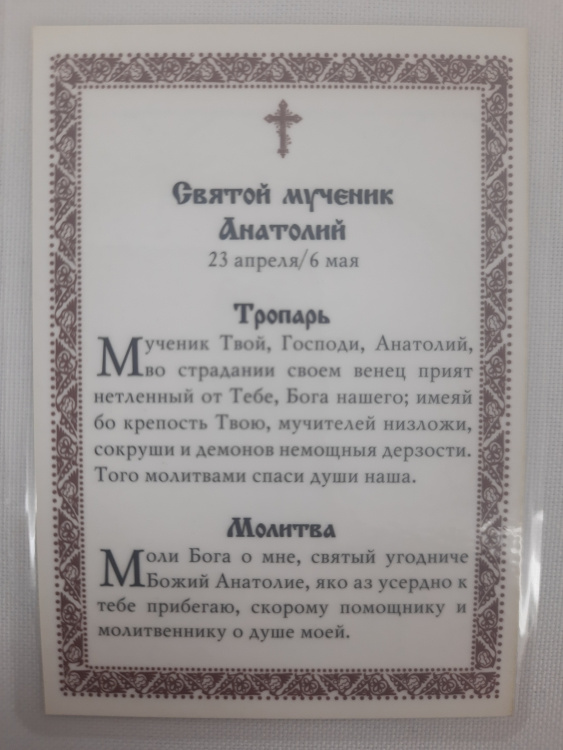 Святой мученик
Анатолий
23 апреля/6 мая
Тропарь
Мученик Твой, Господи, Анатолий,
во страдании своем венец прият
нетленный от Тебе, Бога нашего; имеяй
бо крепость Твою, мучителей низложи,
сокруши и демонов немощныя дерзости.
Того молитвами спаси души наша.
Молитва
Моли Бога о мне, святый угодниче
Божий Анатолие, яко аз усердно к
тебе прибегаю, скорому помощнику и
молитвеннику о душе моей.